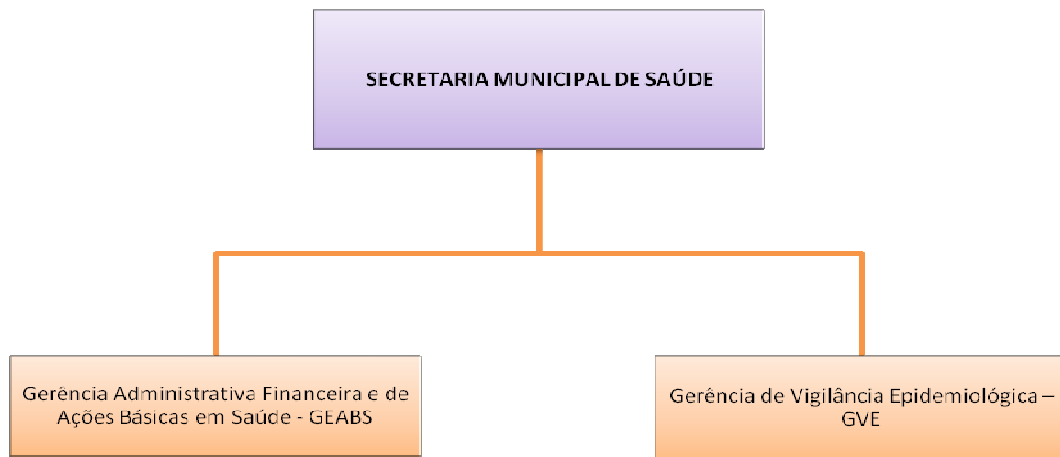 SECRETARIA MUNICIPAL DE SAÚDE
Gerência Administrativa Financeira e de
Ações Básicas em Saúde - GEABS
Gerência de Vigilância Epidemiológica –
GVE